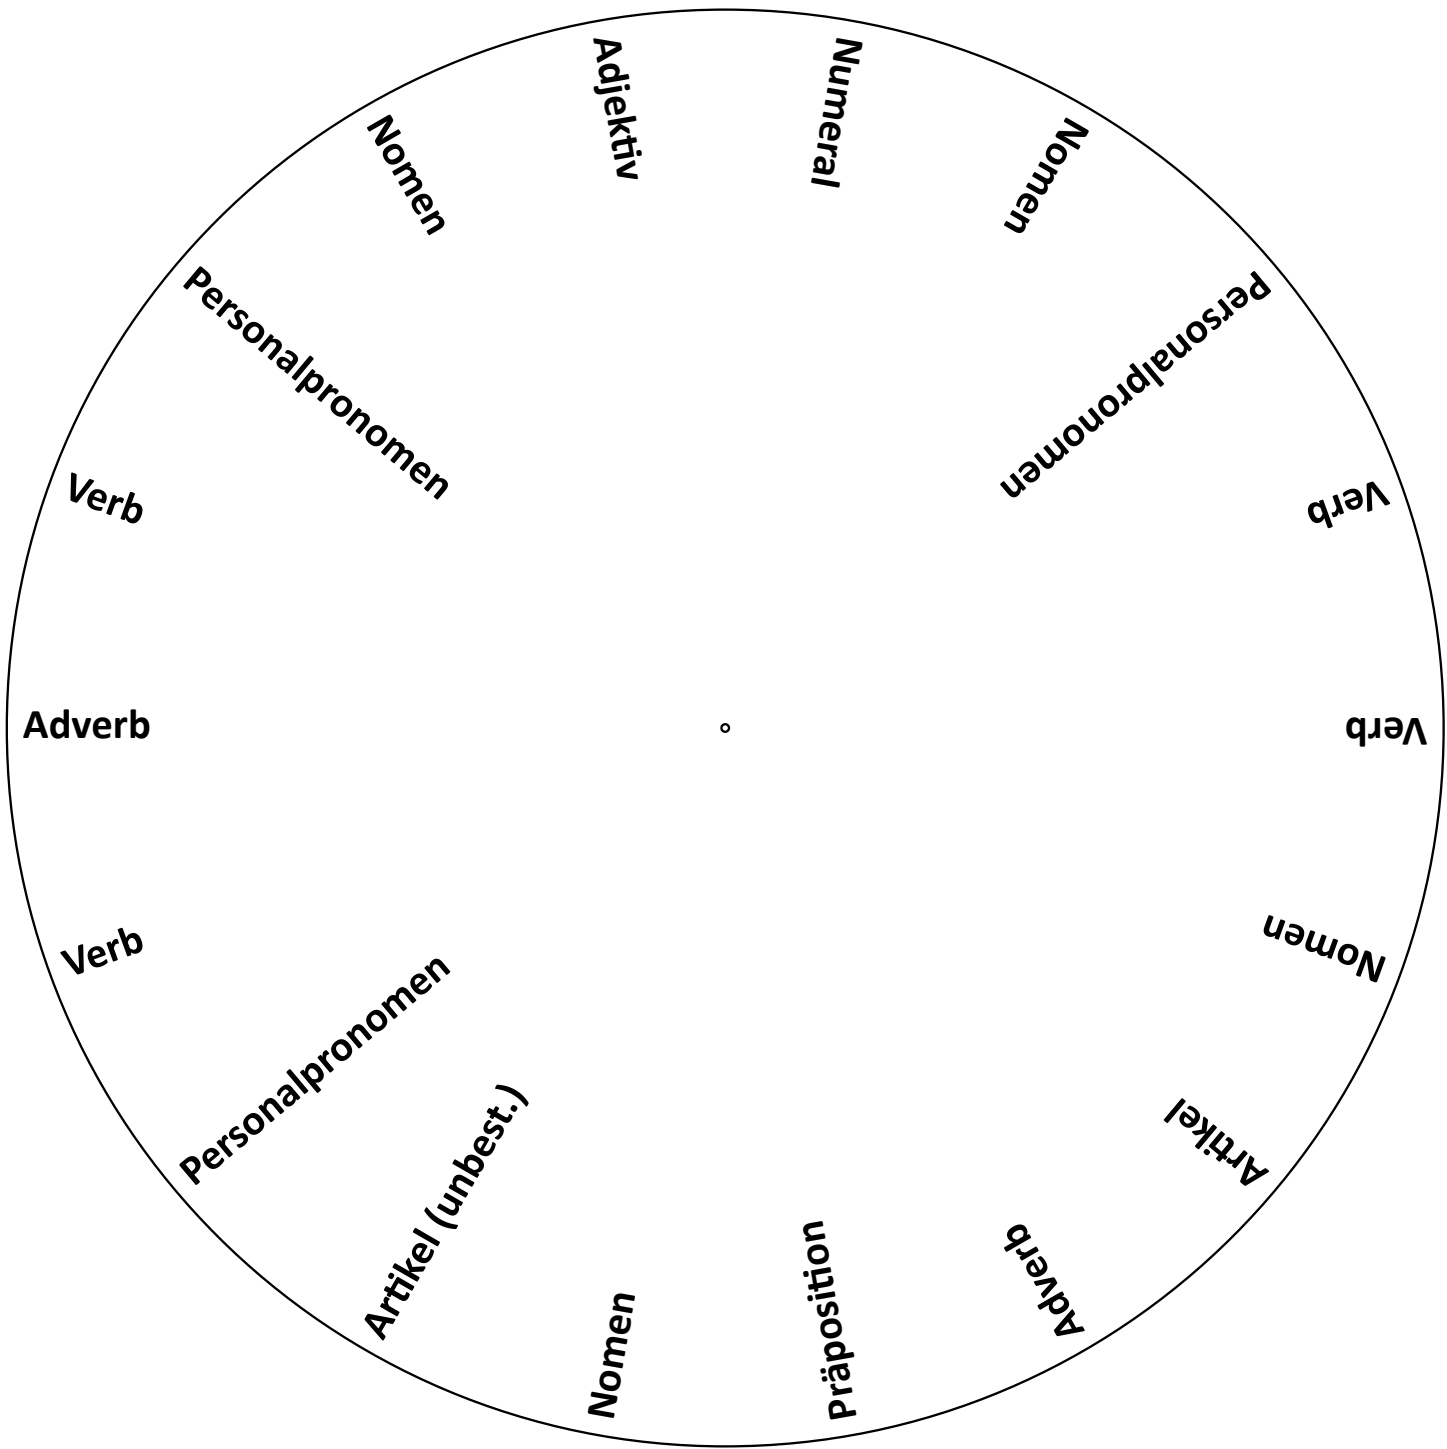 Adverb
Verb
Personalpronomen
Nomen
Adjektiv
Numeral
Nomen
Personalpronomen
Verb
Verb
Nomen
Artikel
Adverb
Präposition
Nomen
Artikel (unbest.)
Personalpronomen
Verb